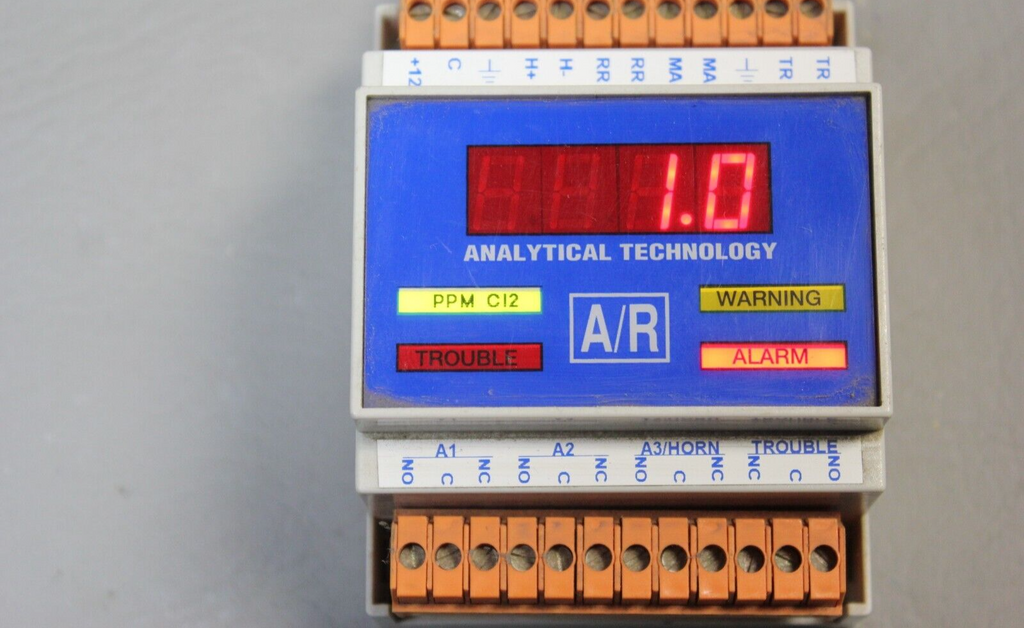 +12 C H+ H- RR RR MA MA TR TR
1.0
ANALYTICAL TECHNOLOGY
PPM Cl2
WARNING
A/R
TROUBLE
ALARM
A1 A2 A3/HORN TROUBLE
NO C NC NO C NC NO C NC NC C NO